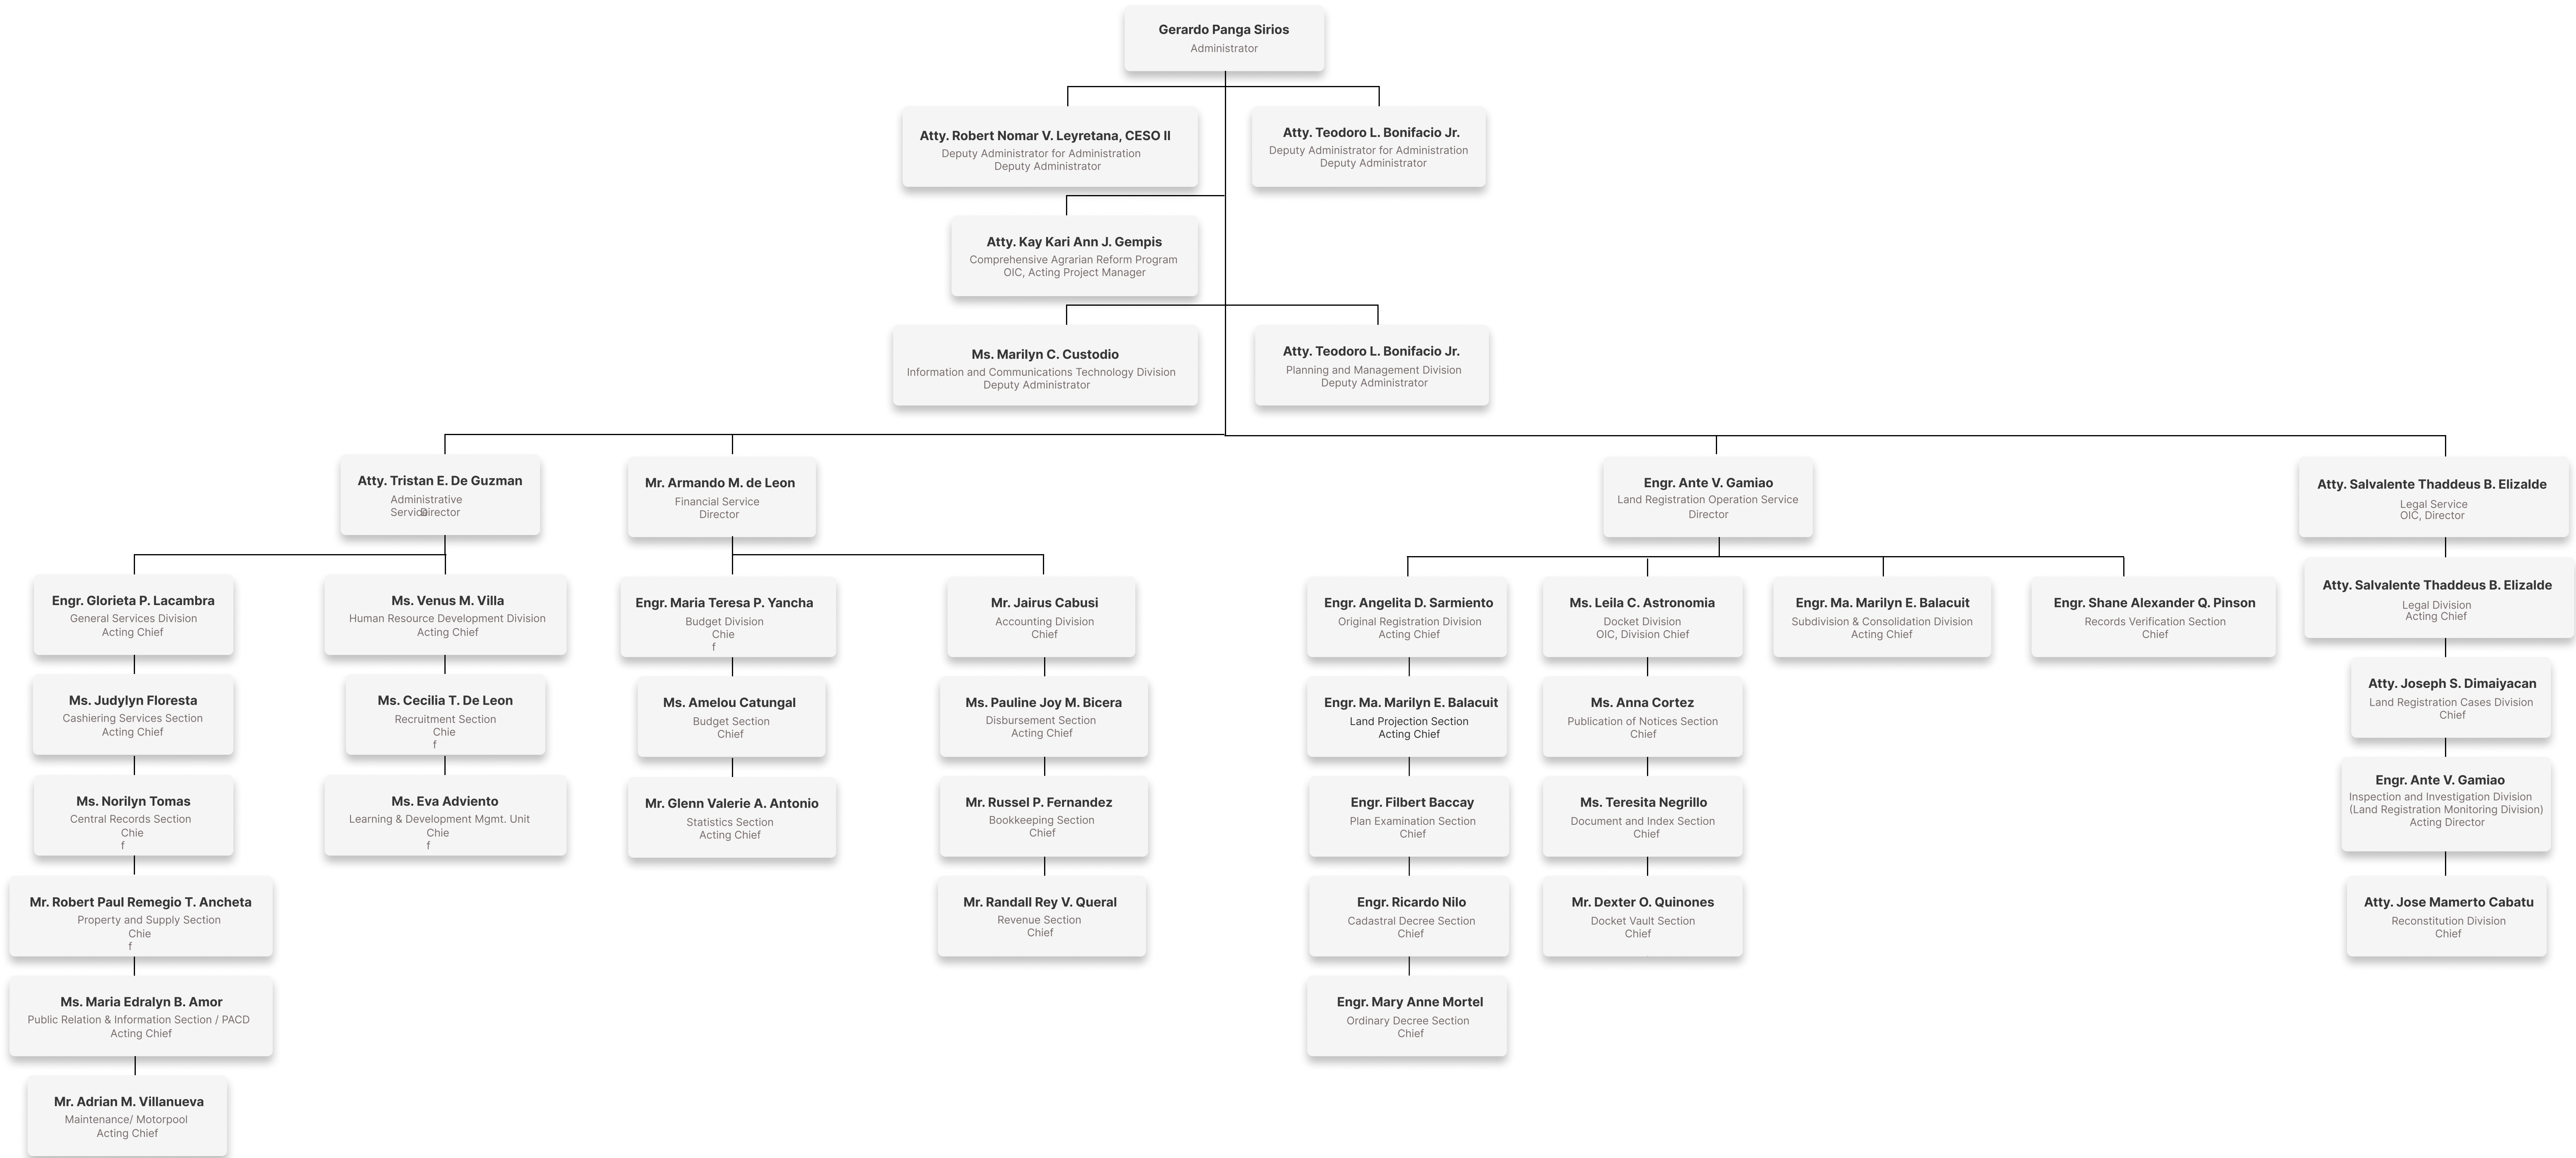 Gerardo Panga Sirios
Administrator
Atty. Robert Nomar V. Leyretana, CESO II
Deputy Administrator for Administration
Deputy Administrator
Atty. Teodoro L. Bonifacio Jr.
Deputy Administrator for Administration
Deputy Administrator
Atty. Kay Kari Ann J. Gempis
Comprehensive Agrarian Reform Program
OIC, Acting Project Manager
Ms. Marilyn C. Custodio
Information and Communications Technology Division
Deputy Administrator
Atty. Teodoro L. Bonifacio Jr.
Planning and Management Division
Deputy Administrator
Atty. Tristan E. De Guzman
Administrative
Service
Director
Mr. Armando M. de Leon
Financial Service
Director
Engr. Ante V. Gamiao
Land Registration Operation Service
Director
Atty. Salvalente Thaddeus B. Elizalde
Legal Service
OIC, Director
Engr. Glorieta P. Lacambra
General Services Division
Acting Chief
Ms. Venus M. Villa
Human Resource Development Division
Acting Chief
Engr. Maria Teresa P. Yancha
Budget Division
Chie
f
Mr. Jairus Cabusi
Accounting Division
Chief
Engr. Angelita D. Sarmiento
Original Registration Division
Acting Chief
Ms. Leila C. Astronomia
Docket Division
OIC, Division Chief
Engr. Ma. Marilyn E. Balacuit
Subdivision & Consolidation Division
Acting Chief
Engr. Shane Alexander Q. Pinson
Records Verification Section
Chief
Atty. Salvalente Thaddeus B. Elizalde
Legal Division
Acting Chief
Ms. Judylyn Floresta
Cashiering Services Section
Acting Chief
Ms. Cecilia T. De Leon
Recruitment Section
Chie
f
Ms. Amelou Catungal
Budget Section
Chief
Ms. Pauline Joy M. Bicera
Disbursement Section
Acting Chief
Engr. Ma. Marilyn E. Balacuit
Land Projection Section
Acting Chief
Ms. Anna Cortez
Publication of Notices Section
Chief
Atty. Joseph S. Dimaiyacan
Land Registration Cases Division
Chief
Ms. Norilyn Tomas
Central Records Section
Chie
f
Ms. Eva Adviento
Learning & Development Mgmt. Unit
Chie
f
Mr. Glenn Valerie A. Antonio
Statistics Section
Acting Chief
Mr. Russel P. Fernandez
Bookkeeping Section
Chief
Engr. Filbert Baccay
Plan Examination Section
Chief
Ms. Teresita Negrillo
Document and Index Section
Chief
Engr. Ante V. Gamiao
Inspection and Investigation Division
(Land Registration Monitoring Division)
Acting Director
Mr. Robert Paul Remegio T. Ancheta
Property and Supply Section
Chie
f
Mr. Randall Rey V. Queral
Revenue Section
Chief
Engr. Ricardo Nilo
Cadastral Decree Section
Chief
Mr. Dexter O. Quinones
Docket Vault Section
Chief
Atty. Jose Mamerto Cabatu
Reconstitution Division
Chief
Ms. Maria Edralyn B. Amor
Public Relation & Information Section / PACD
Acting Chief
Engr. Mary Anne Mortel
Ordinary Decree Section
Chief
Mr. Adrian M. Villanueva
Maintenance/ Motorpool
Acting Chief